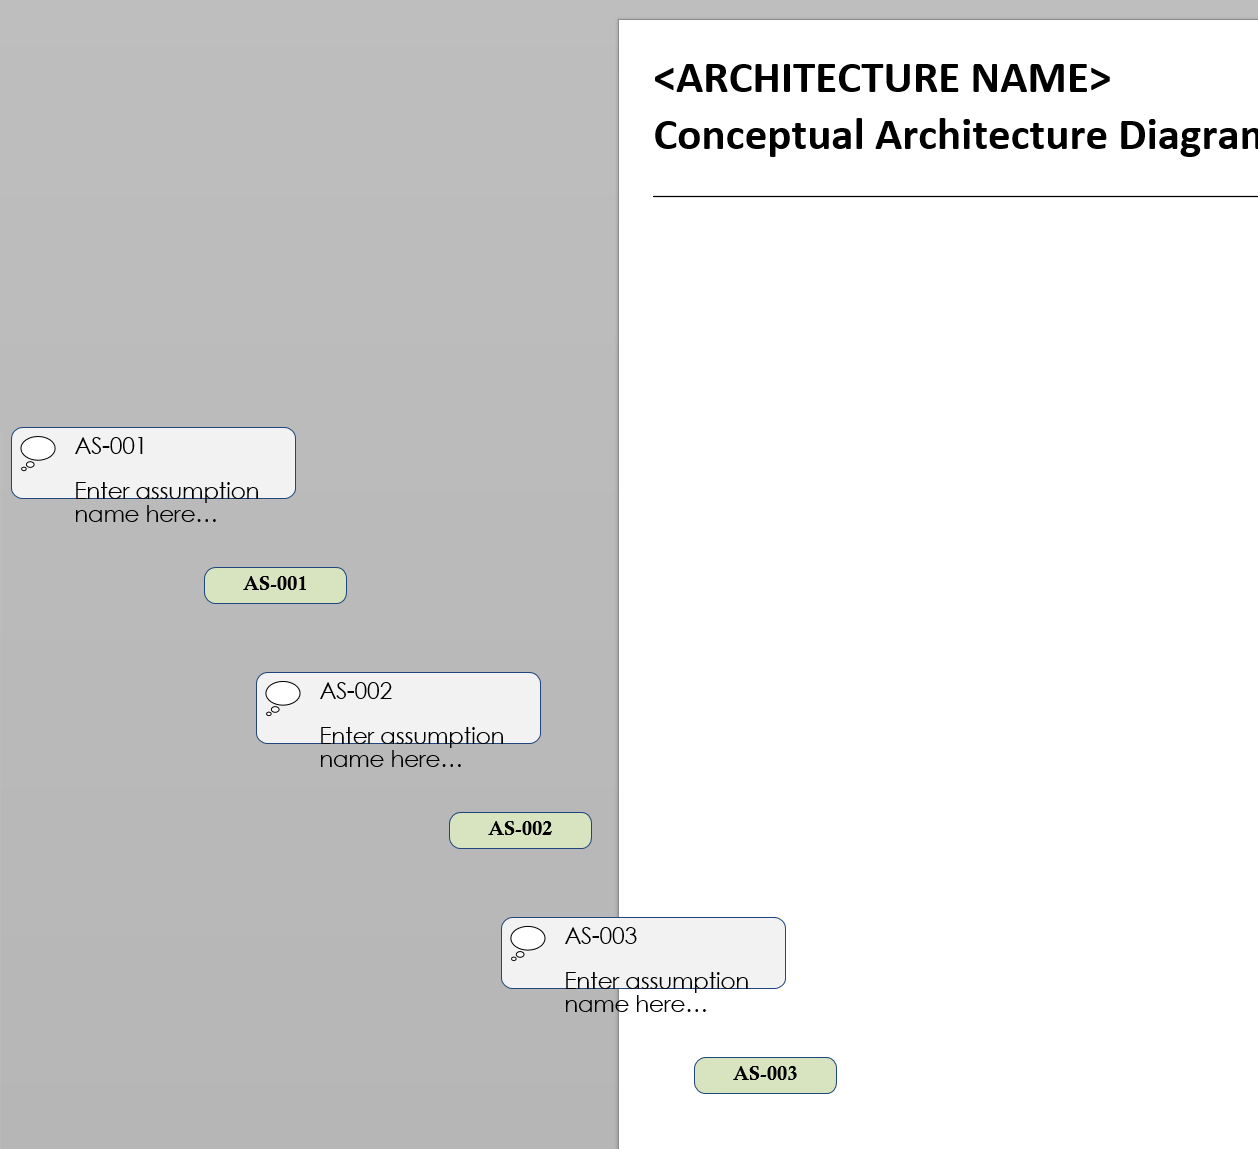 <ARCHITECTURE NAME>
Conceptual Architecture
AS-001
Enter assumption
name here...
AS-001
AS-002
Enter assumption
name here...
AS-002
AS-003
Enter assumption
name here...
AS-003